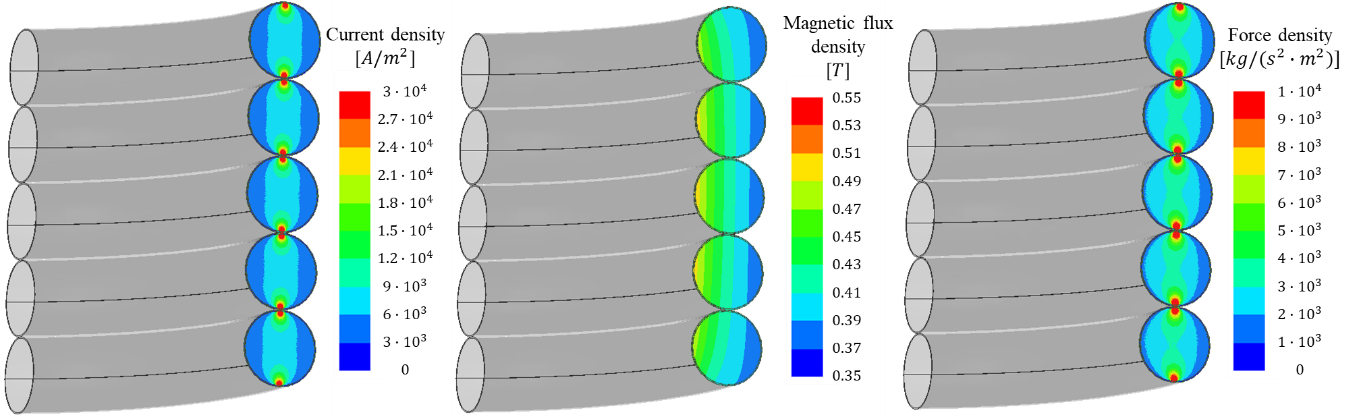 Current density
[A/m²]
3 · 10⁴
2.7 · 10⁴
2.4 · 10⁴
2.1 · 10⁴
1.8 · 10⁴
1.5 · 10⁴
1.2 · 10⁴
9 · 10³
6 · 10³
3 · 10³
0
Magnetic flux
density
[T]
0.55
0.53
0.51
0.49
0.47
0.45
0.43
0.41
0.39
0.37
0.35
Force density
[kg/(s² · m²)]
1 · 10⁴
9 · 10³
8 · 10³
7 · 10³
6 · 10³
5 · 10³
4 · 10³
3 · 10³
2 · 10³
1 · 10³
0